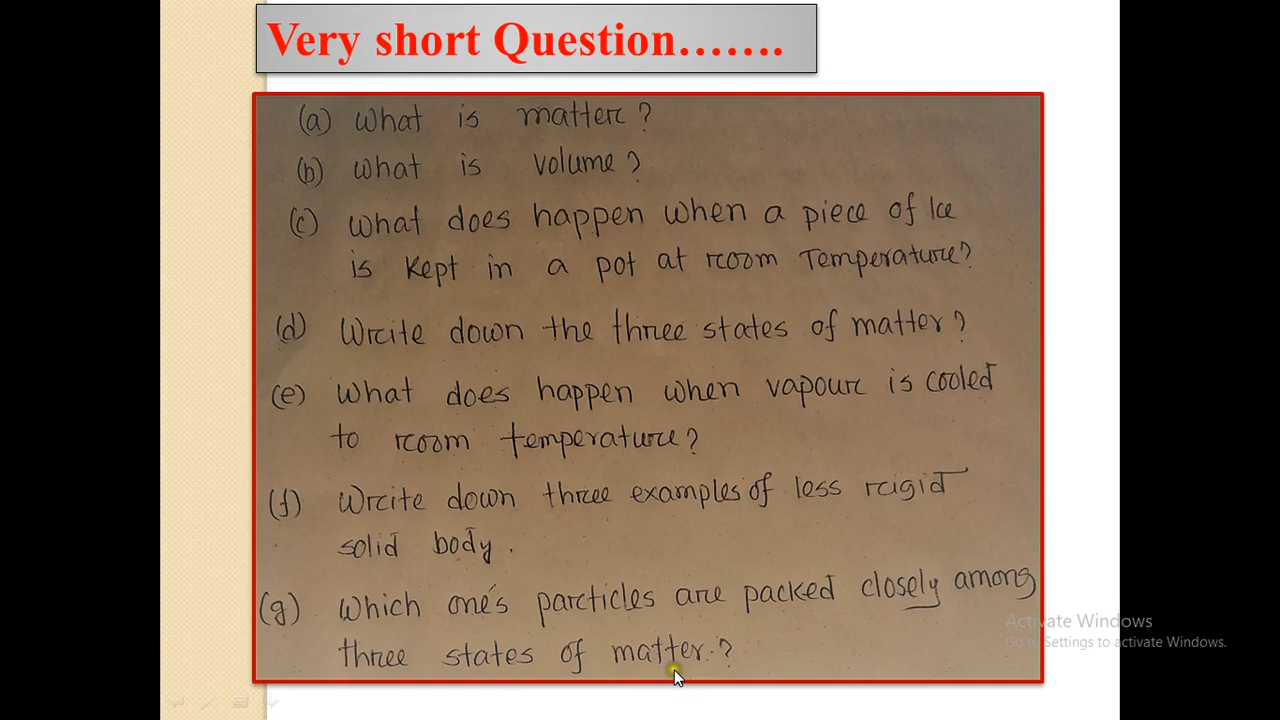 Very short Question.......
(a) What is matter?
(b) What is volume?
(c) What does happen when a piece of Ice
is kept in a pot at room Temperature?
(d) Write down the three states of matter?
(e) What does happen when vapour is cooled
to room temperature?
(f) Write down three examples of less rigid
solid body.
(g) Which one's particles are packed closely among
three states of matter.?
Activate Windows
Go to Settings to activate Windows.